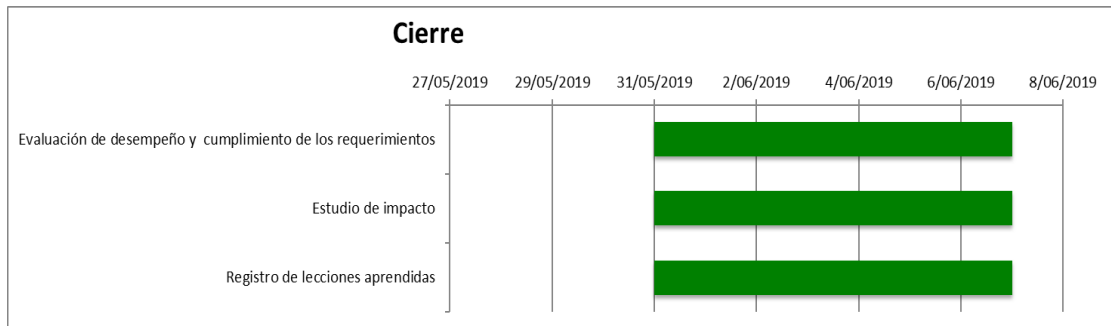 Cierre
27/05/2019 29/05/2019 31/05/2019 2/06/2019 4/06/2019 6/06/2019 8/06/2019
Evaluación de desempeño y cumplimiento de los requerimientos
Estudio de impacto
Registro de lecciones aprendidas